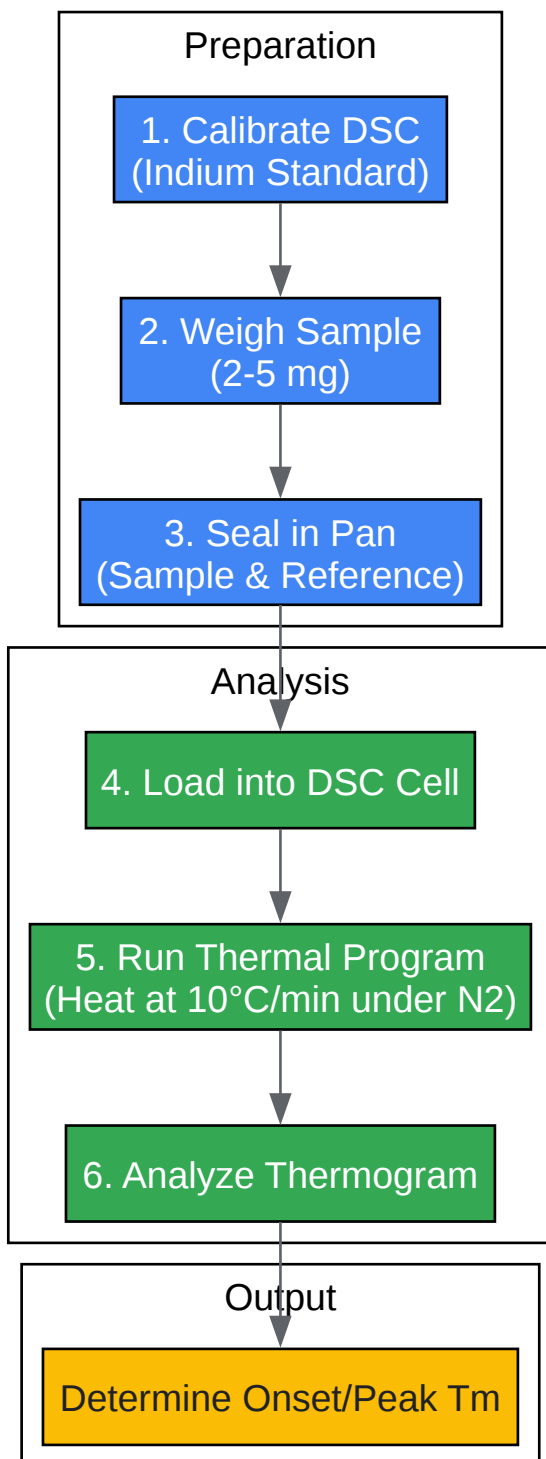 Preparation
1. Calibrate DSC
(Indium Standard)
2. Weigh Sample
(2-5 mg)
3. Seal in Pan
(Sample & Reference)
Analysis
4. Load into DSC Cell
5. Run Thermal Program
(Heat at 10°C/min under N2)
6. Analyze Thermogram
Output
Determine Onset/Peak Tm